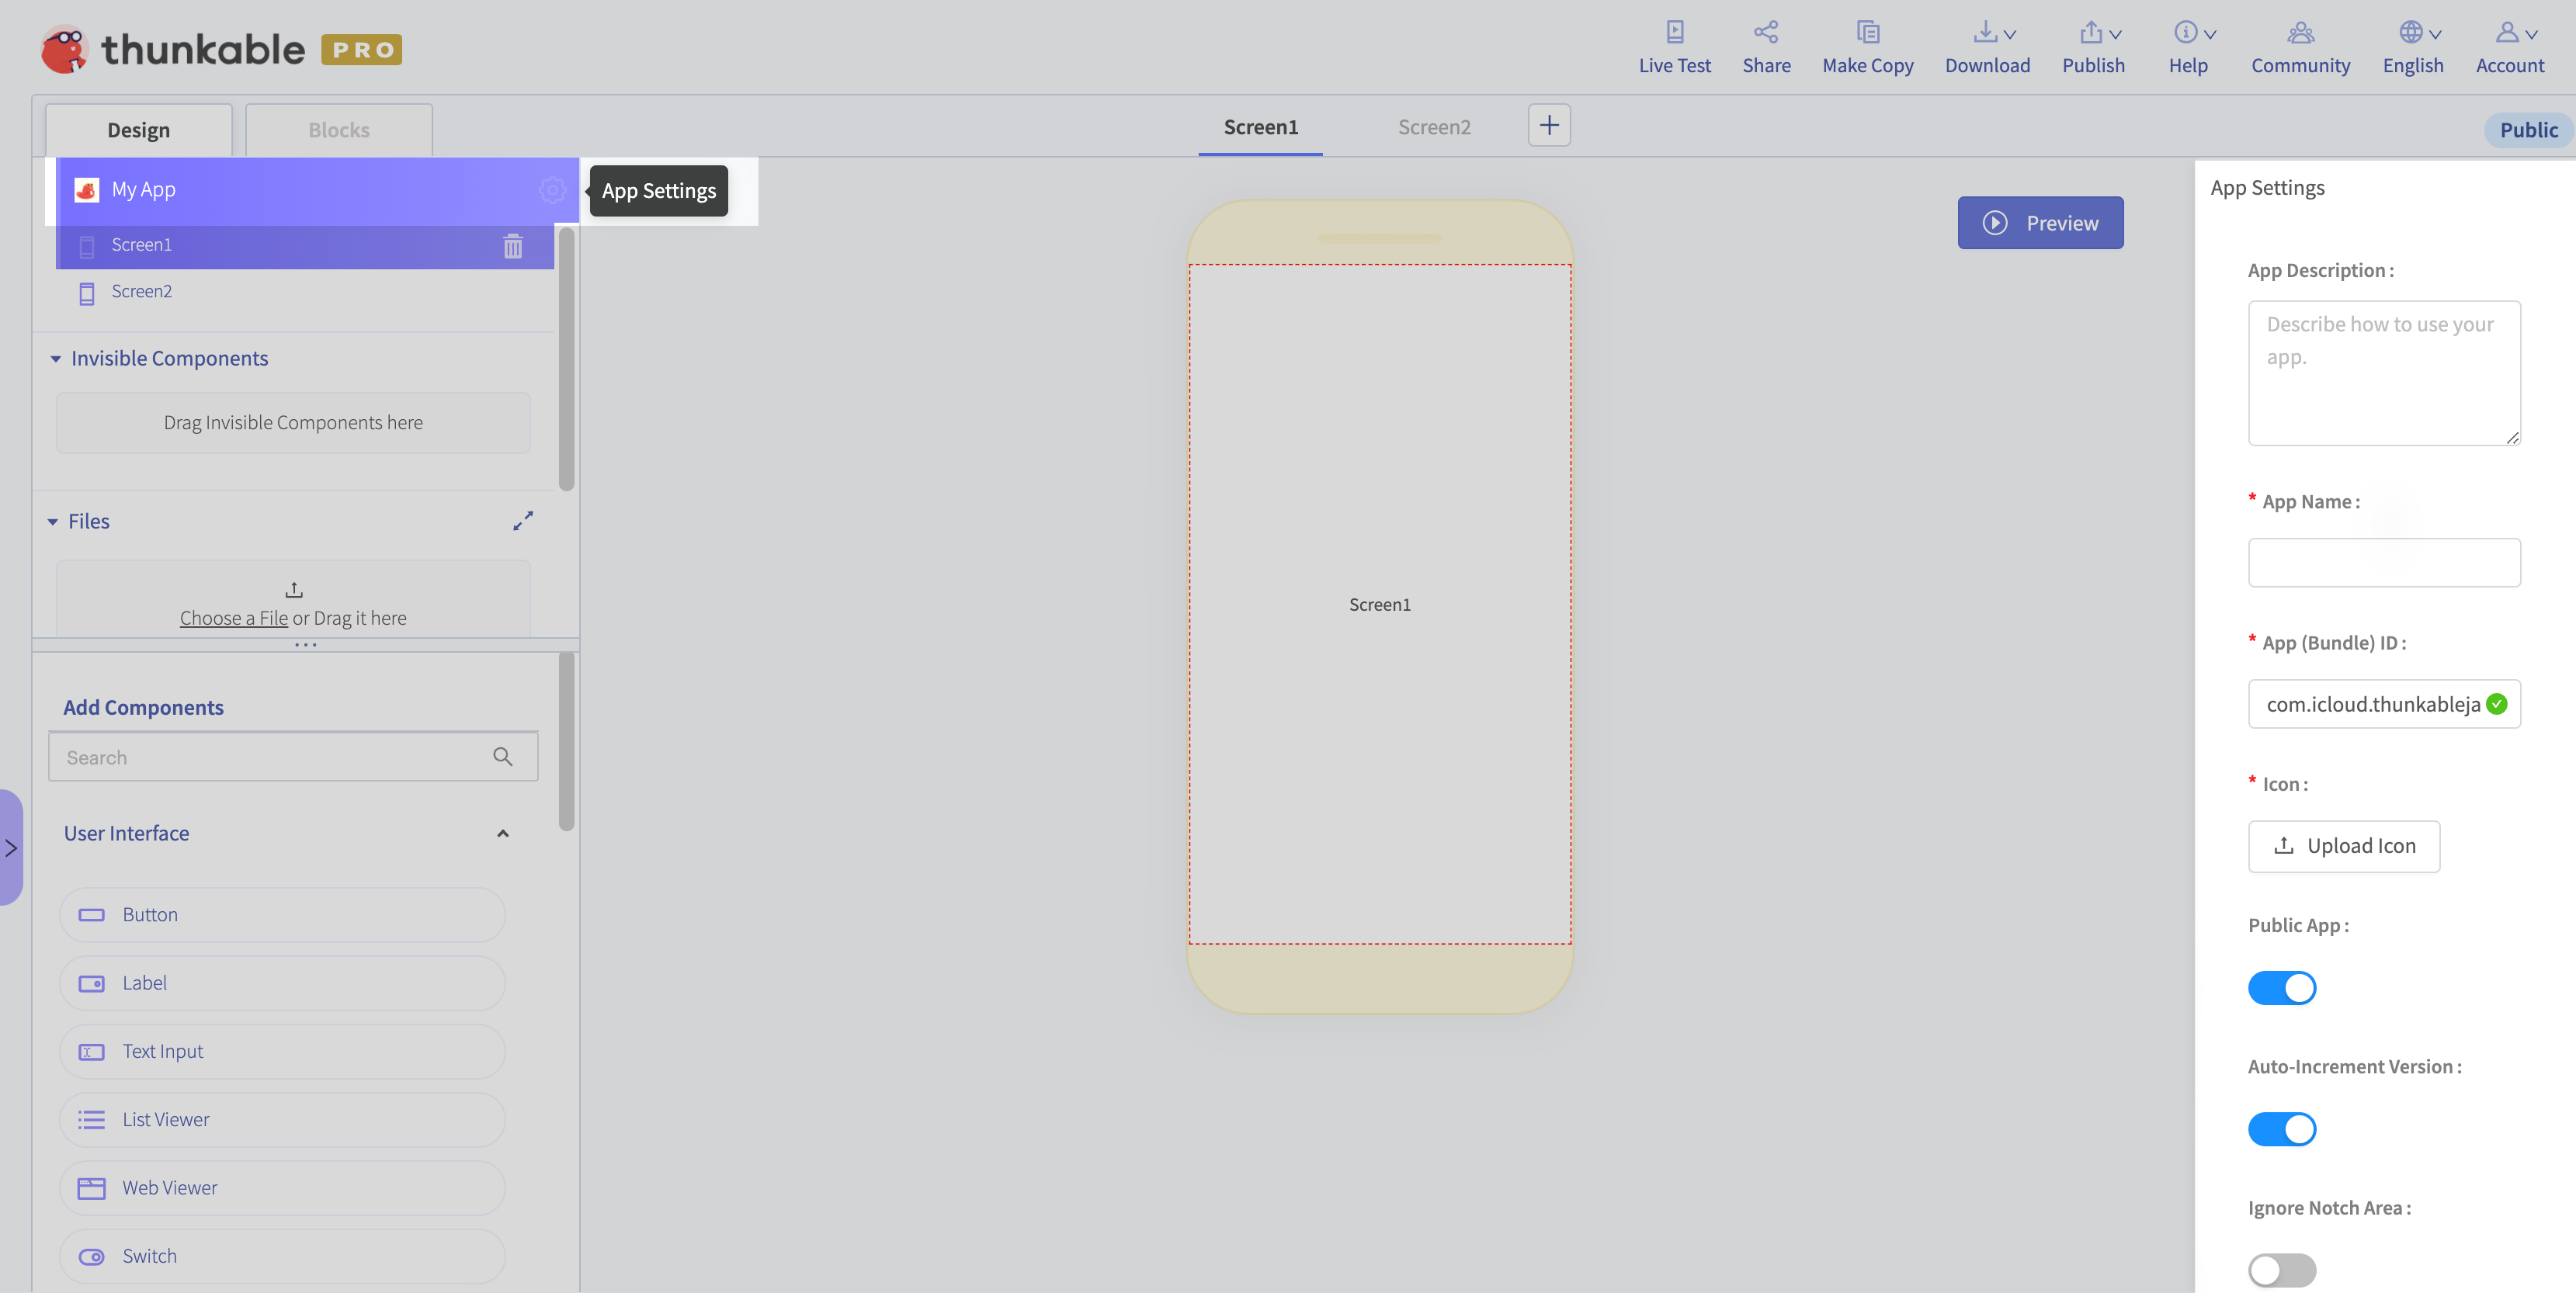 thunkable PRO
Live Test
Share
Make Copy
Download
Publish
Help
Community
English
Account
Design
Blocks
Screen1
Screen2
Public
My App
App Settings
Screen1
Screen2
Invisible Components
Drag Invisible Components here
Files
Choose a File or Drag it here
Add Components
Search
User Interface
Button
Label
Text Input
List Viewer
Web Viewer
Switch
Preview
Screen1
App Settings
App Description :
Describe how to use your
app.
* App Name :
* App (Bundle) ID :
com.icloud.thunkableja
* Icon :
Upload Icon
Public App :
Auto-Increment Version :
Ignore Notch Area :